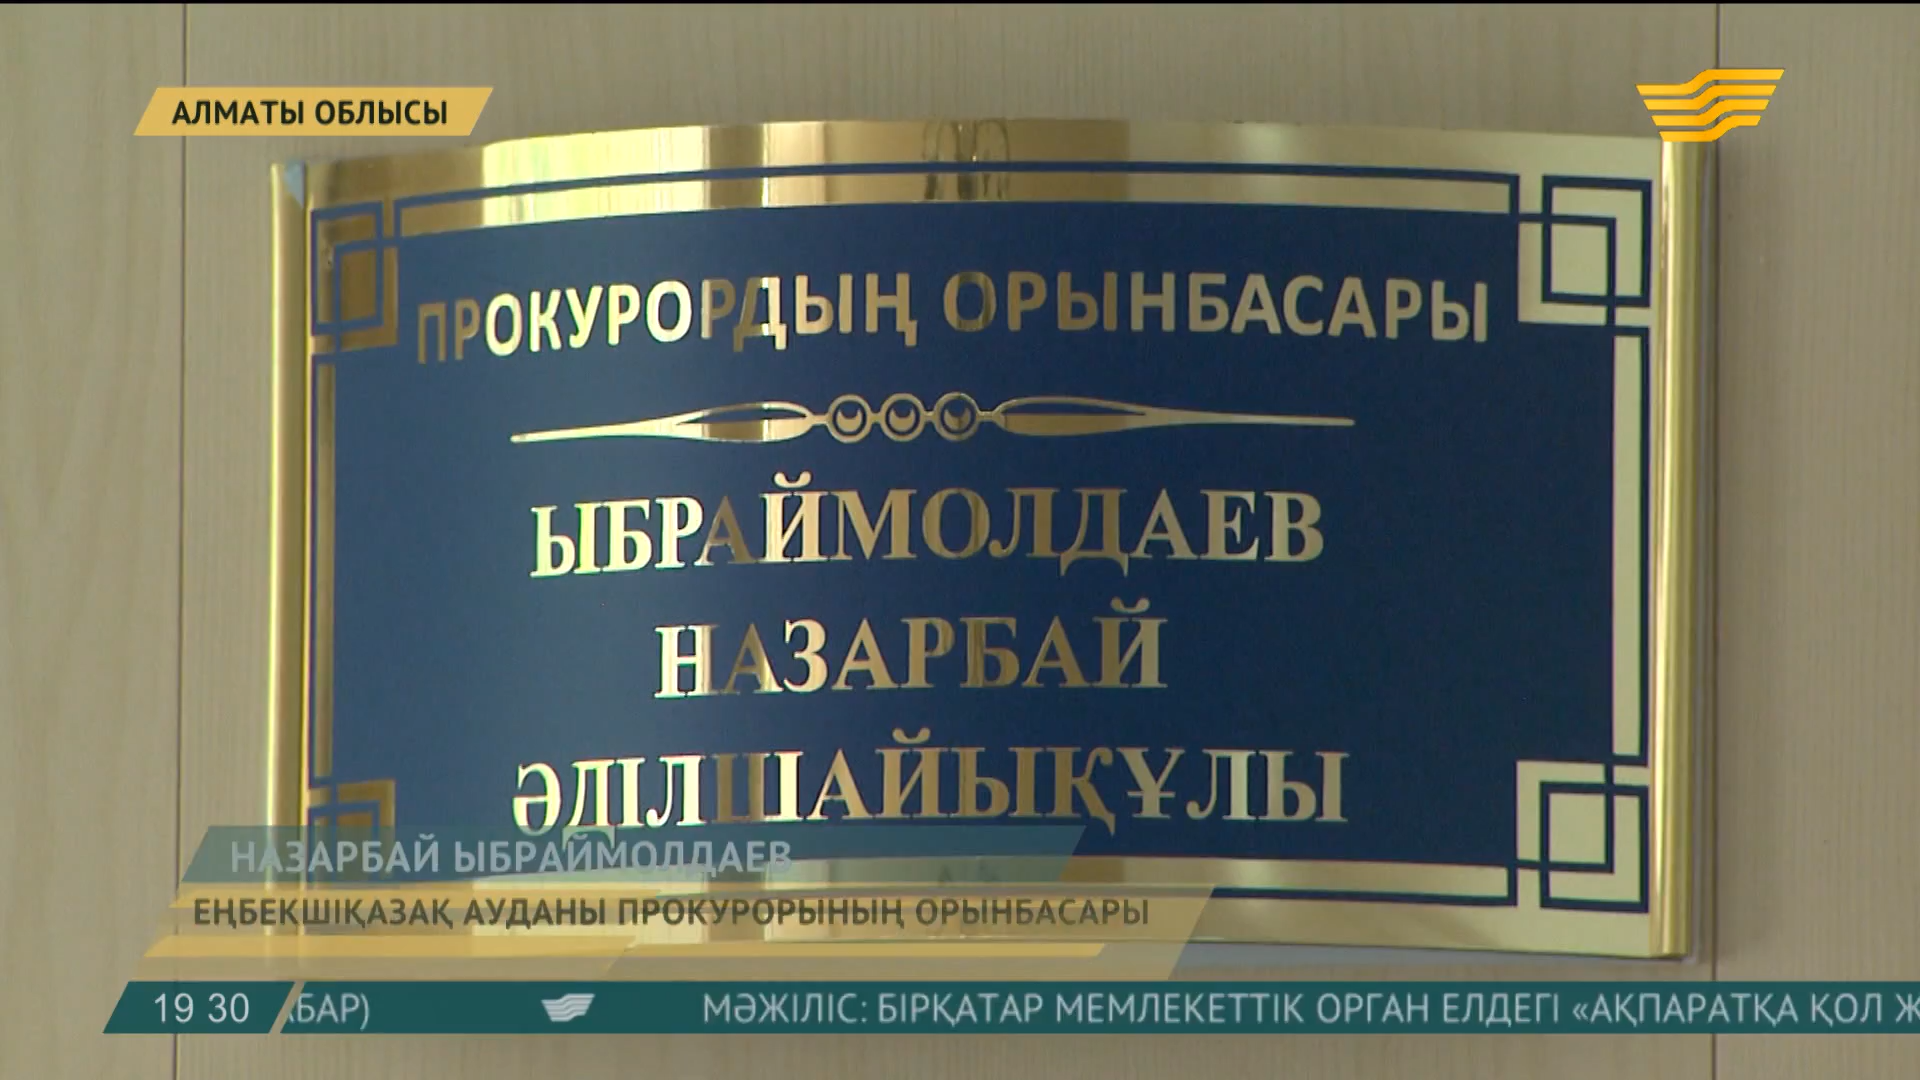 АЛМАТЫ ОБЛЫСЫ
ПРОКУРОРДЫҢ ОРЫНБАСАРЫ
ЫБРАЙМОЛДАЕВ
НАЗАРБАЙ
ӘДІЛШАЙЫҚҰЛЫ
НАЗАРБАЙ ЫБРАЙМОЛДАЕВ
ЕҢБЕКШІҚАЗАҚ АУДАНЫ ПРОКУРОРЫНЫҢ ОРЫНБАСАРЫ
19 30 БАР) МӘЖІЛІС: БІРҚАТАР МЕМЛЕКЕТТІК ОРГАН ЕЛДЕГІ «АҚПАРАТҚА ҚОЛ Ж